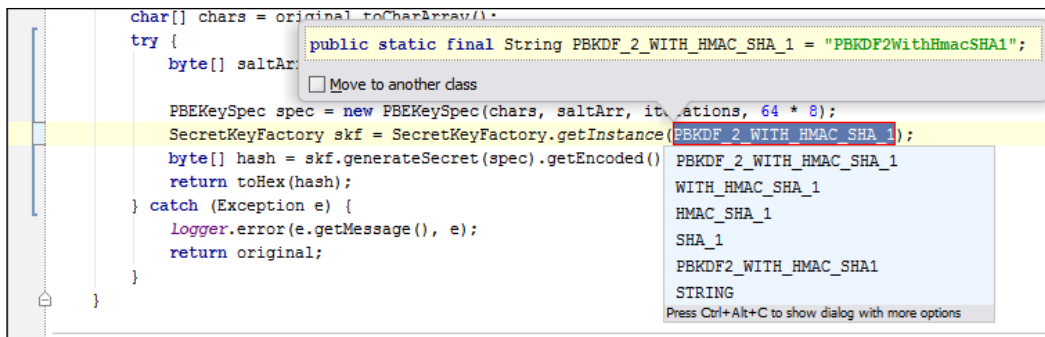 char[] chars = original.toCharArray();
try {
public static final String PBKDF_2_WITH_HMAC_SHA_1 = "PBKDF2WithHmacSHA1";
byte[] saltAr
Move to another class
PBEKeySpec spec = new PBEKeySpec(chars, saltArr, iterations, 64 * 8);
SecretKeyFactory skf = SecretKeyFactory.getInstance(PBKDF_2_WITH_HMAC_SHA_1);
byte[] hash = skf.generateSecret(spec).getEncoded()
PBKDF_2_WITH_HMAC_SHA_1
return toHex(hash);
WITH_HMAC_SHA_1
} catch (Exception e) {
HMAC_SHA_1
Logger.error(e.getMessage(), e);
SHA_1
return original;
PBKDF2_WITH_HMAC_SHA1
}
STRING
}
Press Ctrl+Alt+C to show dialog with more options